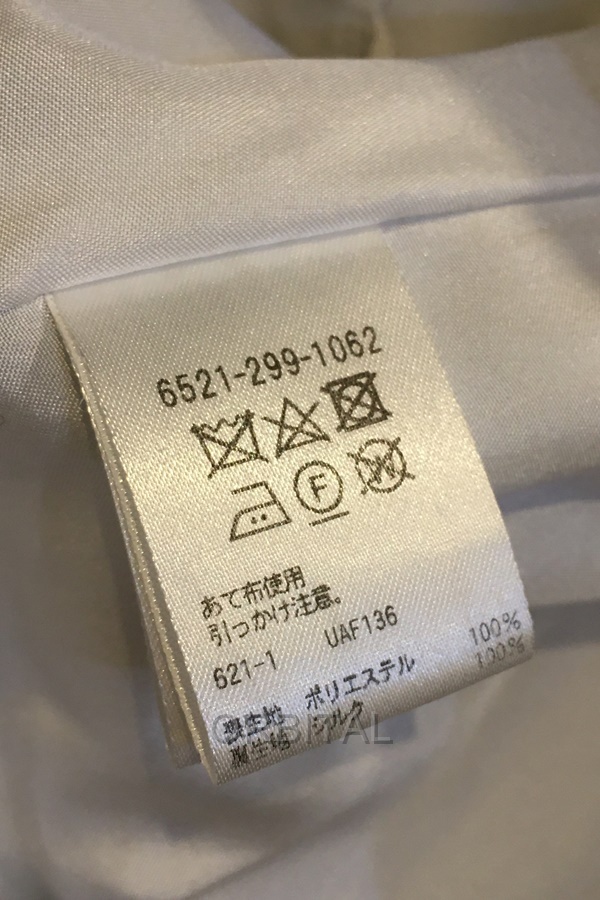 6521-299-1062
F
W
あて布使用
引っかけ注意。
621-1 UAF136
ポリエステル 100%
シルク 100%